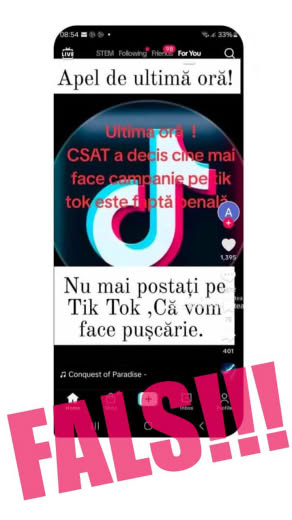 08:54
33%
LIVE
STEM Following Friends 98 For You
Apel de ultimă oră!
Ultima oră !
CSAT a decis cine mai
face campanie pe tik
tok este faptă penală
A
1,395
Nu mai postați pe
Tik Tok ,Că vom
face pușcărie.
401
♫ Conquest of Paradise -
Home
Inbox
Profile
FALS!!!